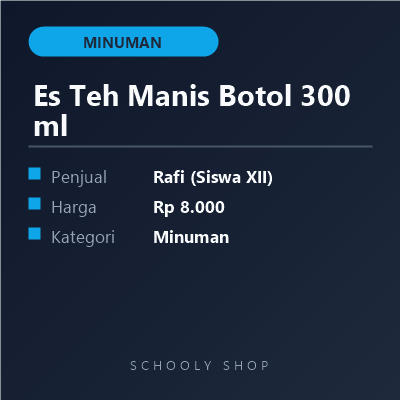 MINUMAN
Es Teh Manis Botol 300
ml
Penjual Rafi (Siswa XII)
Harga Rp 8.000
Kategori Minuman
SCHOOLY SHOP